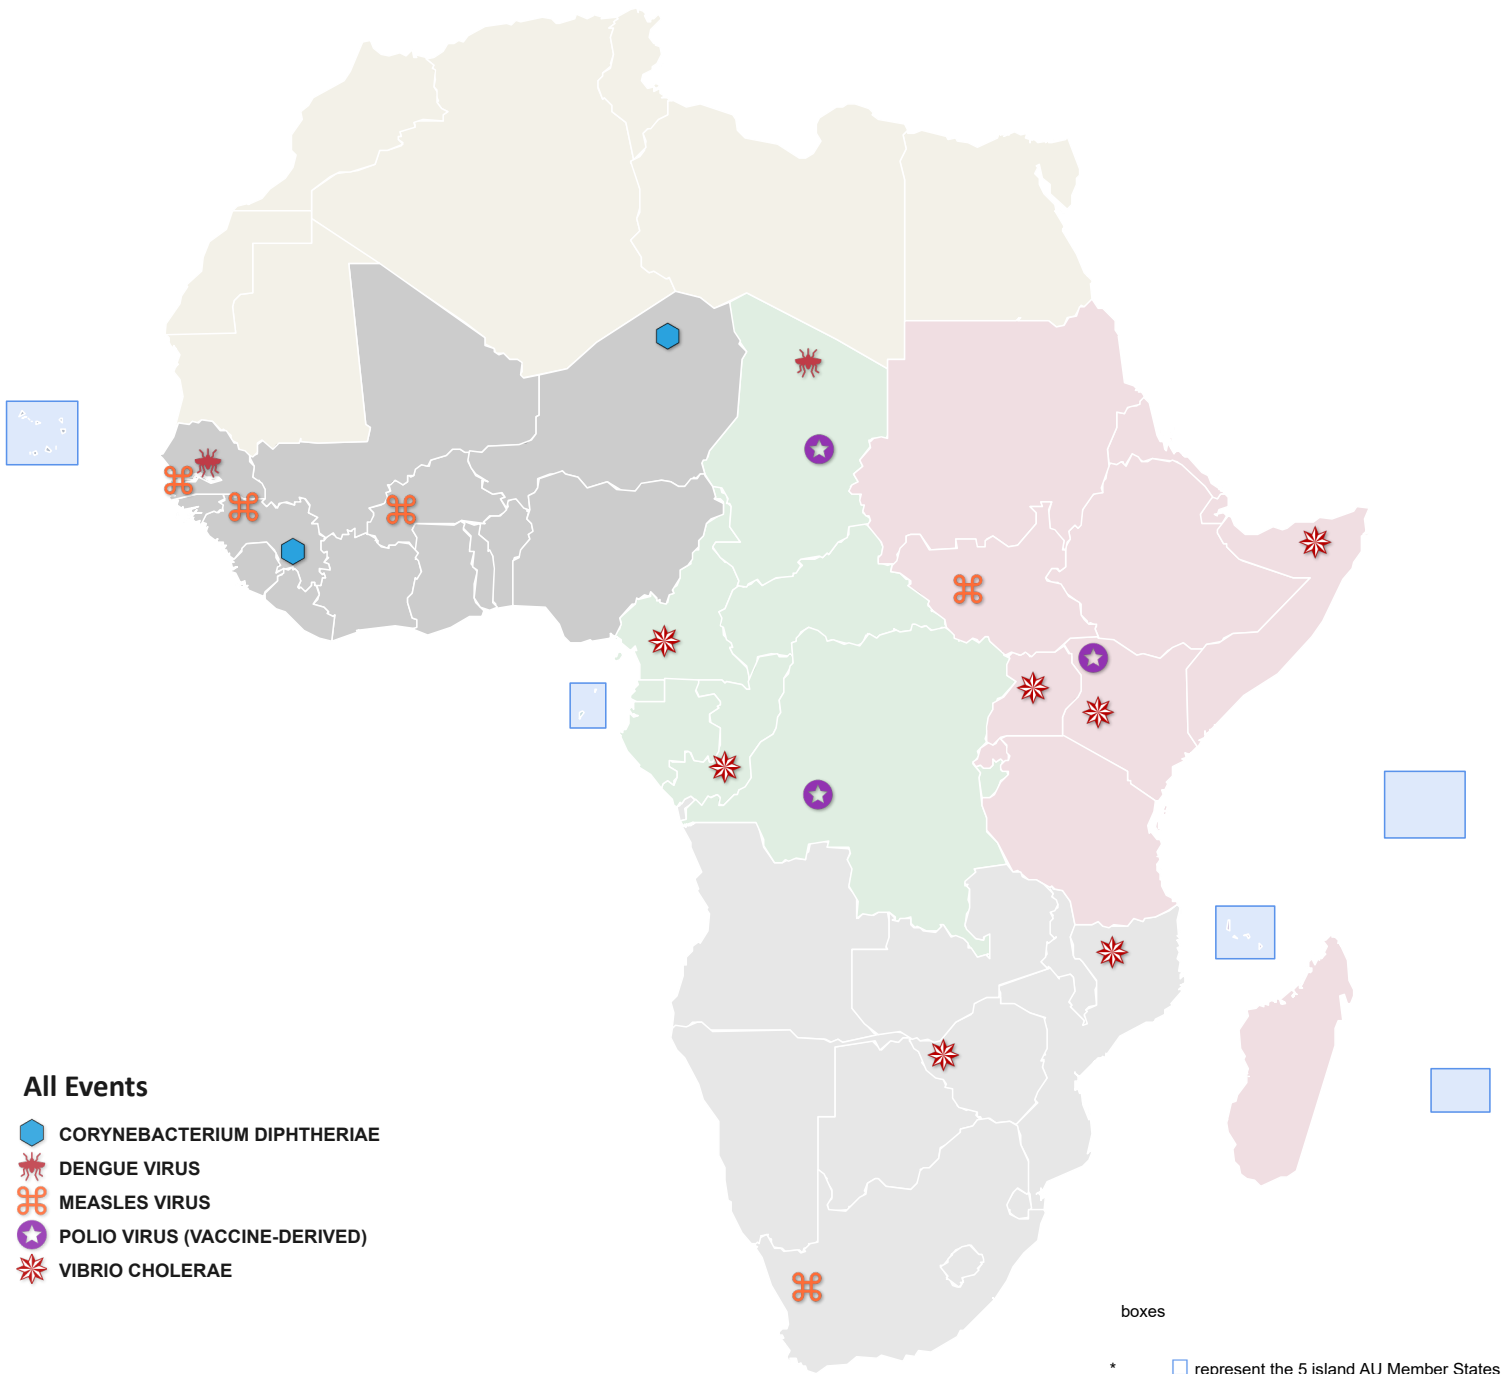 All Events
CORYNEBACTERIUM DIPHTHERIAE
DENGUE VIRUS
MEASLES VIRUS
POLIO VIRUS (VACCINE-DERIVED)
VIBRIO CHOLERAE
boxes
* represent the 5 island AU Member States